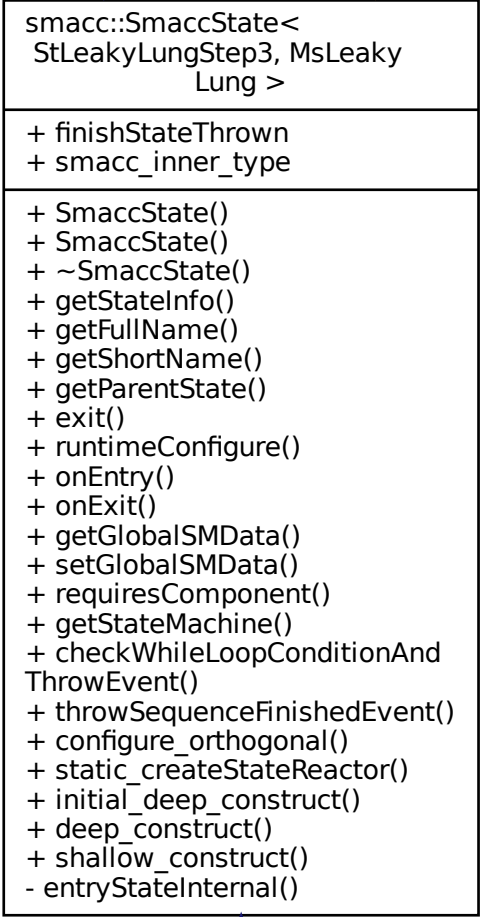 smacc::SmaccState<
StLeakyLungStep3, MsLeaky
Lung >
+ finishStateThrown
+ smacc_inner_type
+ SmaccState()
+ SmaccState()
+ ~SmaccState()
+ getStateInfo()
+ getFullName()
+ getShortName()
+ getParentState()
+ exit()
+ runtimeConfigure()
+ onEntry()
+ onExit()
+ getGlobalSMData()
+ setGlobalSMData()
+ requiresComponent()
+ getStateMachine()
+ checkWhileLoopConditionAnd
ThrowEvent()
+ throwSequenceFinishedEvent()
+ configure_orthogonal()
+ static_createStateReactor()
+ initial_deep_construct()
+ deep_construct()
+ shallow_construct()
- entryStateInternal()